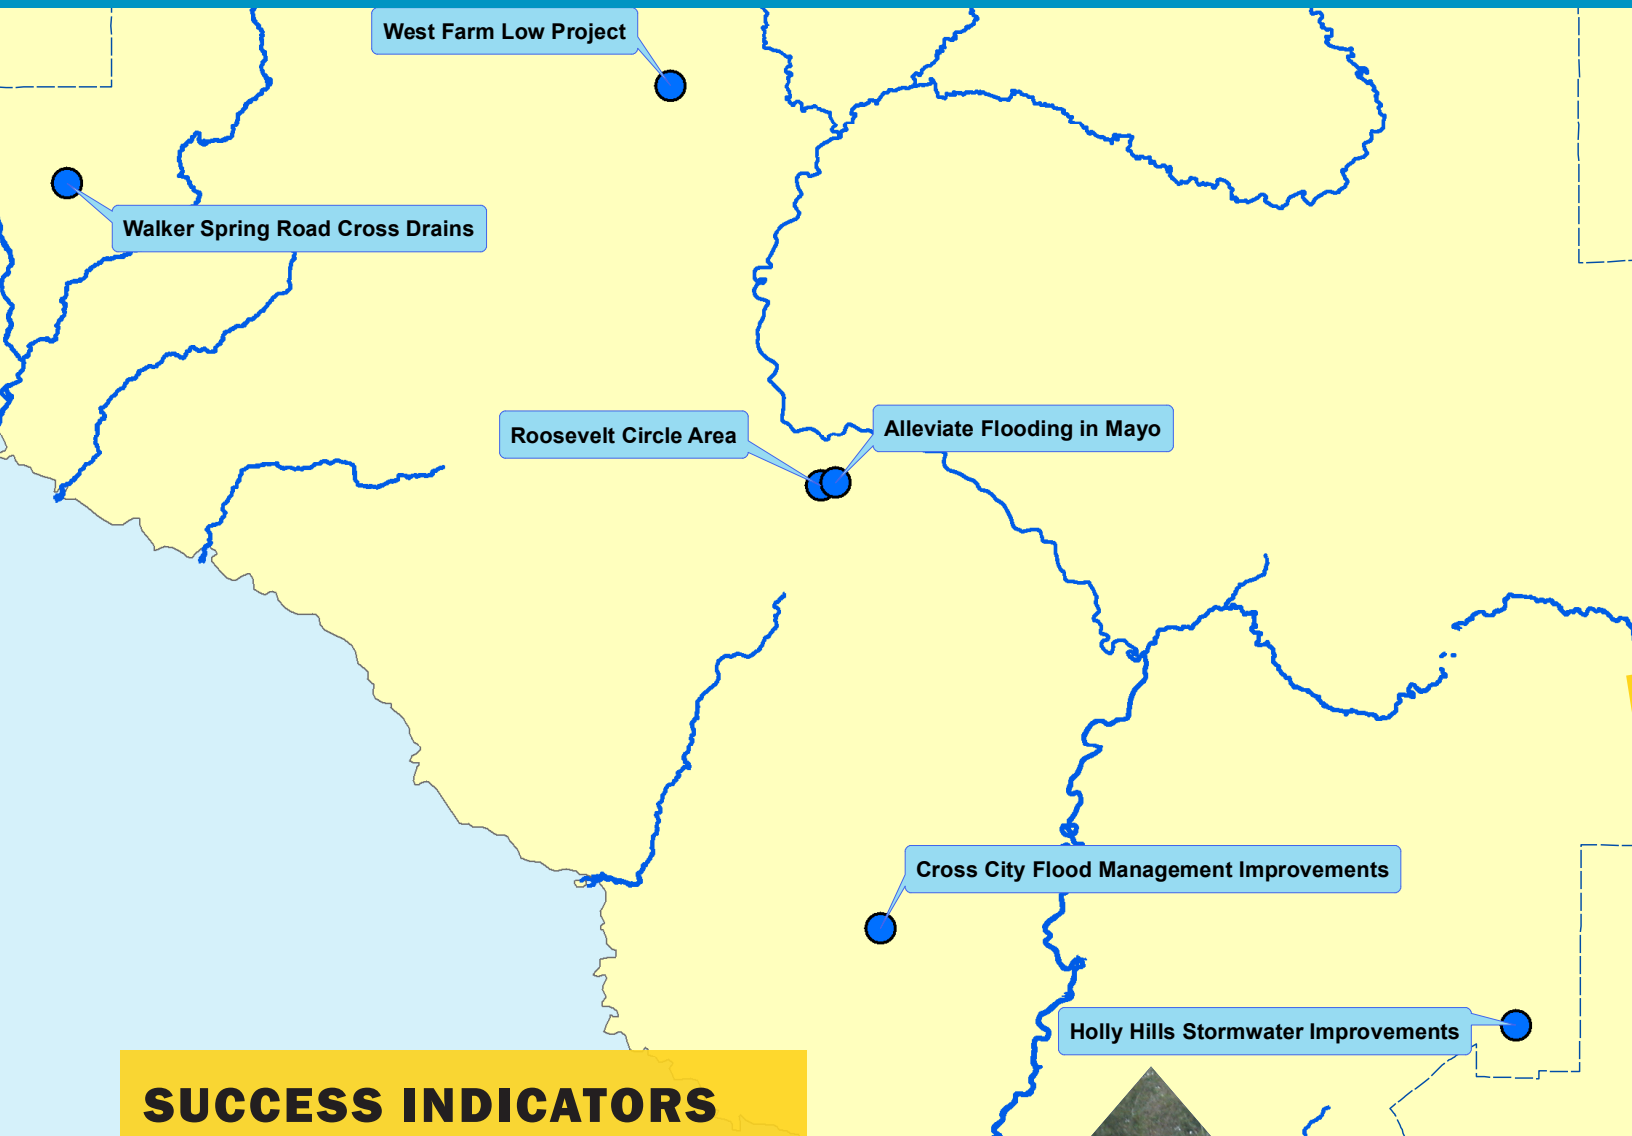 West Farm Low Project
Walker Spring Road Cross Drains
Roosevelt Circle Area
Alleviate Flooding in Mayo
Cross City Flood Management Improvements
Holly Hills Stormwater Improvements
SUCCESS INDICATORS